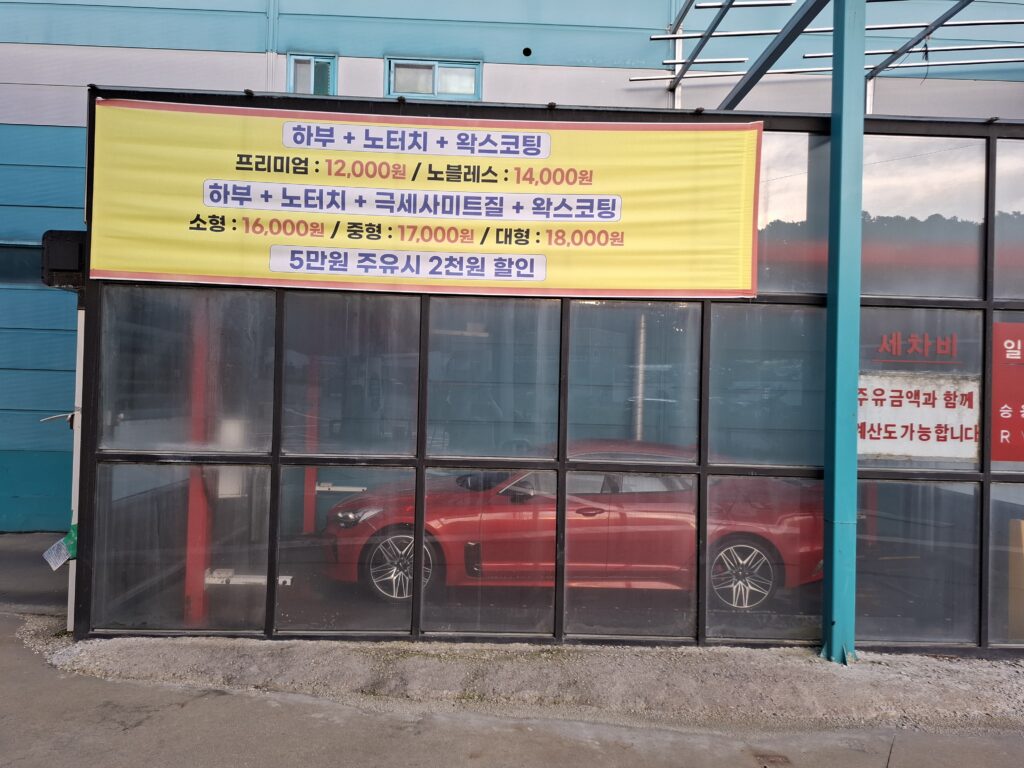 하부 + 노터치 + 왁스코팅
프리미엄 : 12,000원 / 노블레스 : 14,000원
하부 + 노터치 + 극세사미트질 + 왁스코팅
소형 : 16,000원 / 중형 : 17,000원 / 대형 : 18,000원
5만원 주유시 2천원 할인
세차비
주유금액과 함께
계산도가능합니다
일
승용
R V